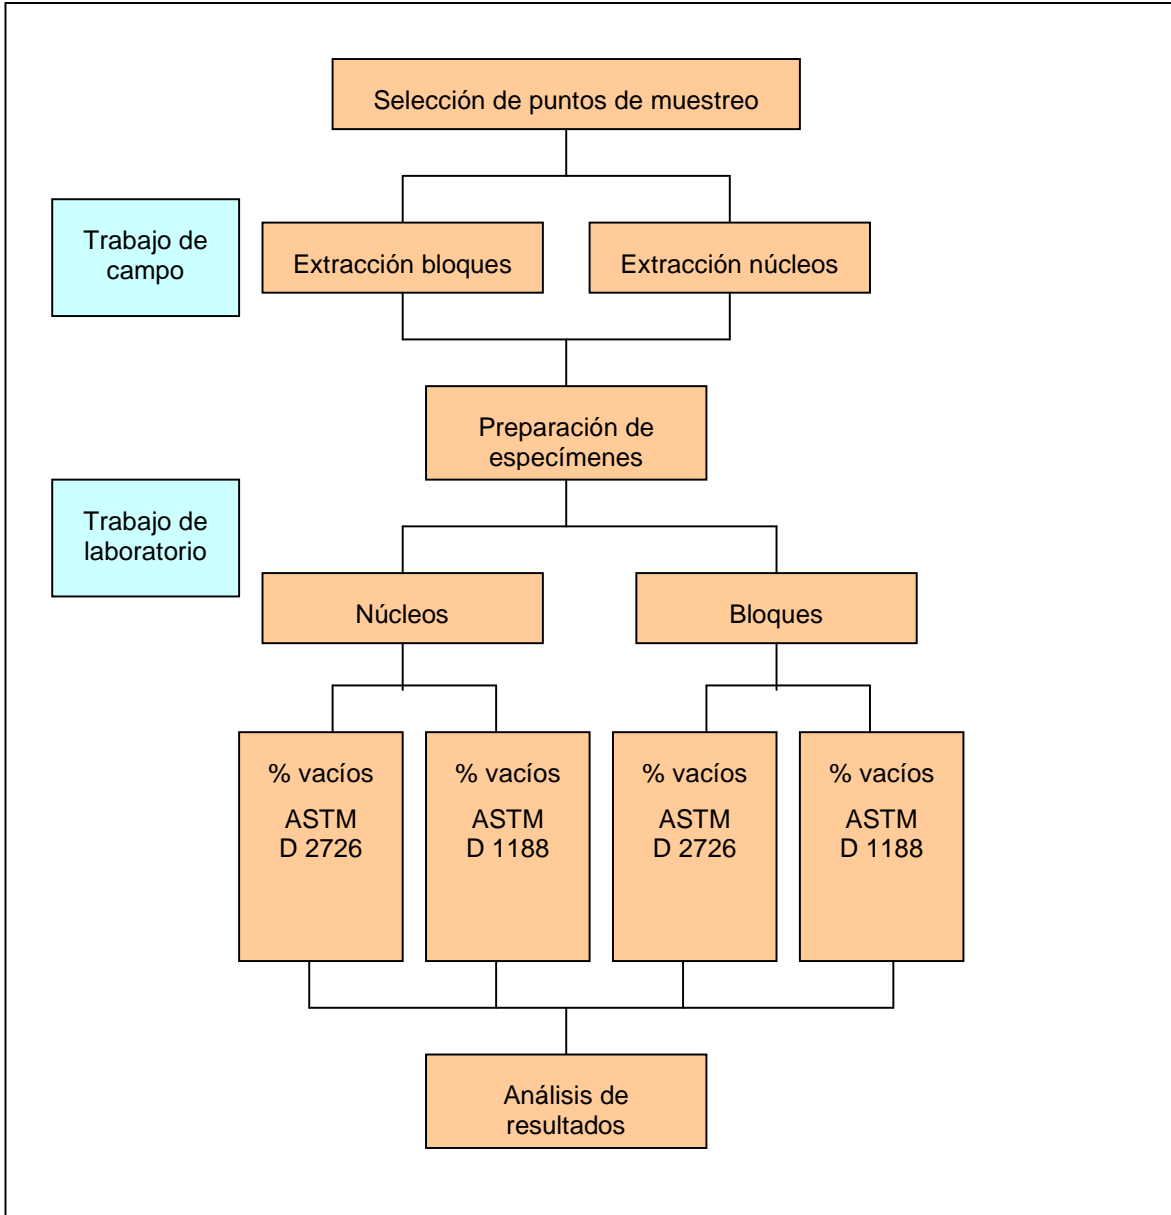 Selección de puntos de muestreo
Trabajo de
campo
Extracción bloques
Extracción núcleos
Preparación de
especímenes
Trabajo de
laboratorio
Núcleos
Bloques
% vacíos
ASTM
D 2726
% vacíos
ASTM
D 1188
% vacíos
ASTM
D 2726
% vacíos
ASTM
D 1188
Análisis de
resultados